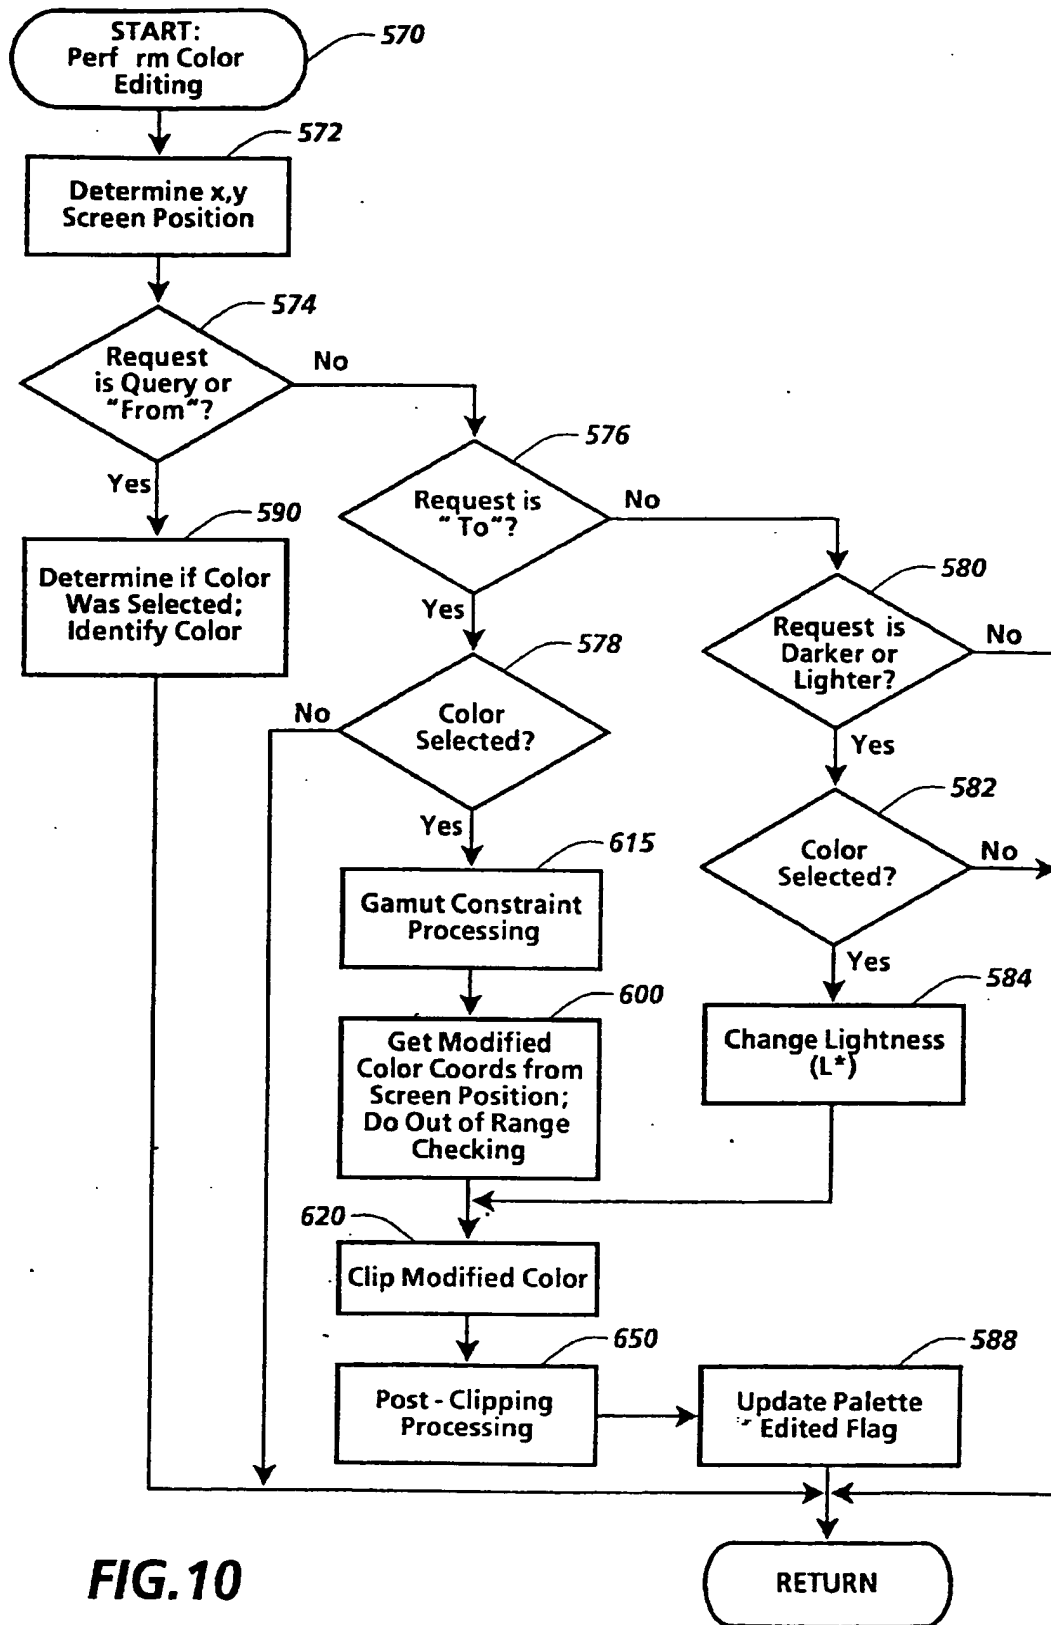 START:
Perf rm Color
Editing
570
572
Determine x,y
Screen Position
574
Request
is Query or
"From"?
No
Yes
576
Request is
" To"?
No
Yes
590
Determine if Color
Was Selected;
Identify Color
578
Color
Selected?
No
Yes
580
Request is
Darker or
Lighter?
No
Yes
582
Color
Selected?
No
Yes
615
Gamut Constraint
Processing
600
Get Modified
Color Coords from
Screen Position;
Do Out of Range
Checking
584
Change Lightness
(L*)
620
Clip Modified Color
650
Post - Clipping
Processing
588
Update Palette
Edited Flag
RETURN
FIG.10